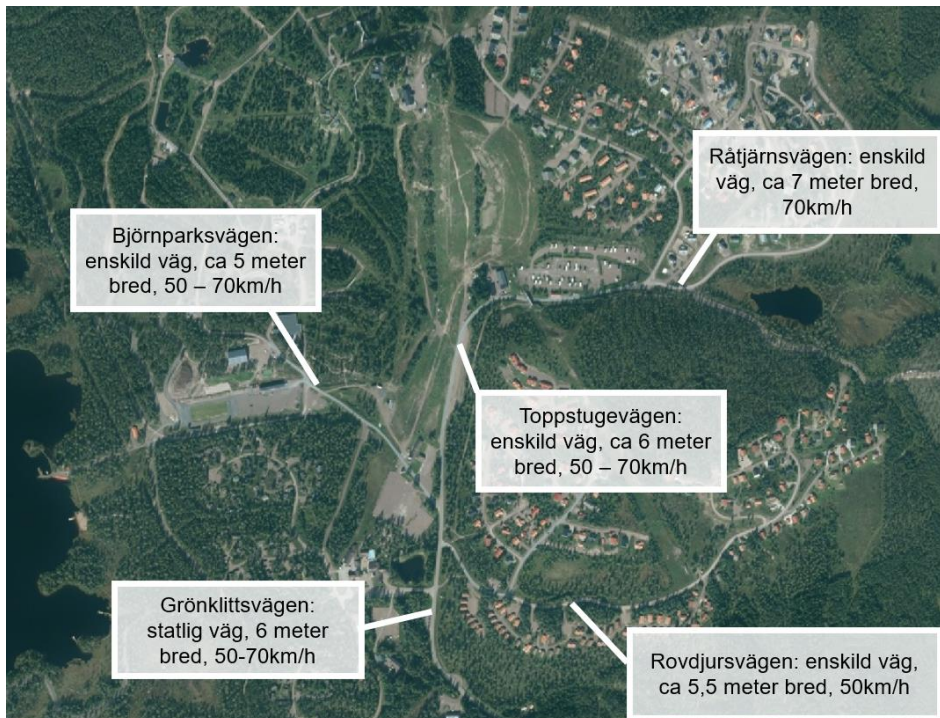 Råtjärnsvägen: enskild
väg, ca 7 meter bred,
70km/h
Björnparksvägen:
enskild väg, ca 5 meter
bred, 50 – 70km/h
Toppstugevägen:
enskild väg, ca 6 meter
bred, 50 – 70km/h
Grönklittsvägen:
statlig väg, 6 meter
bred, 50-70km/h
Rovdjursvägen: enskild väg,
ca 5,5 meter bred, 50km/h